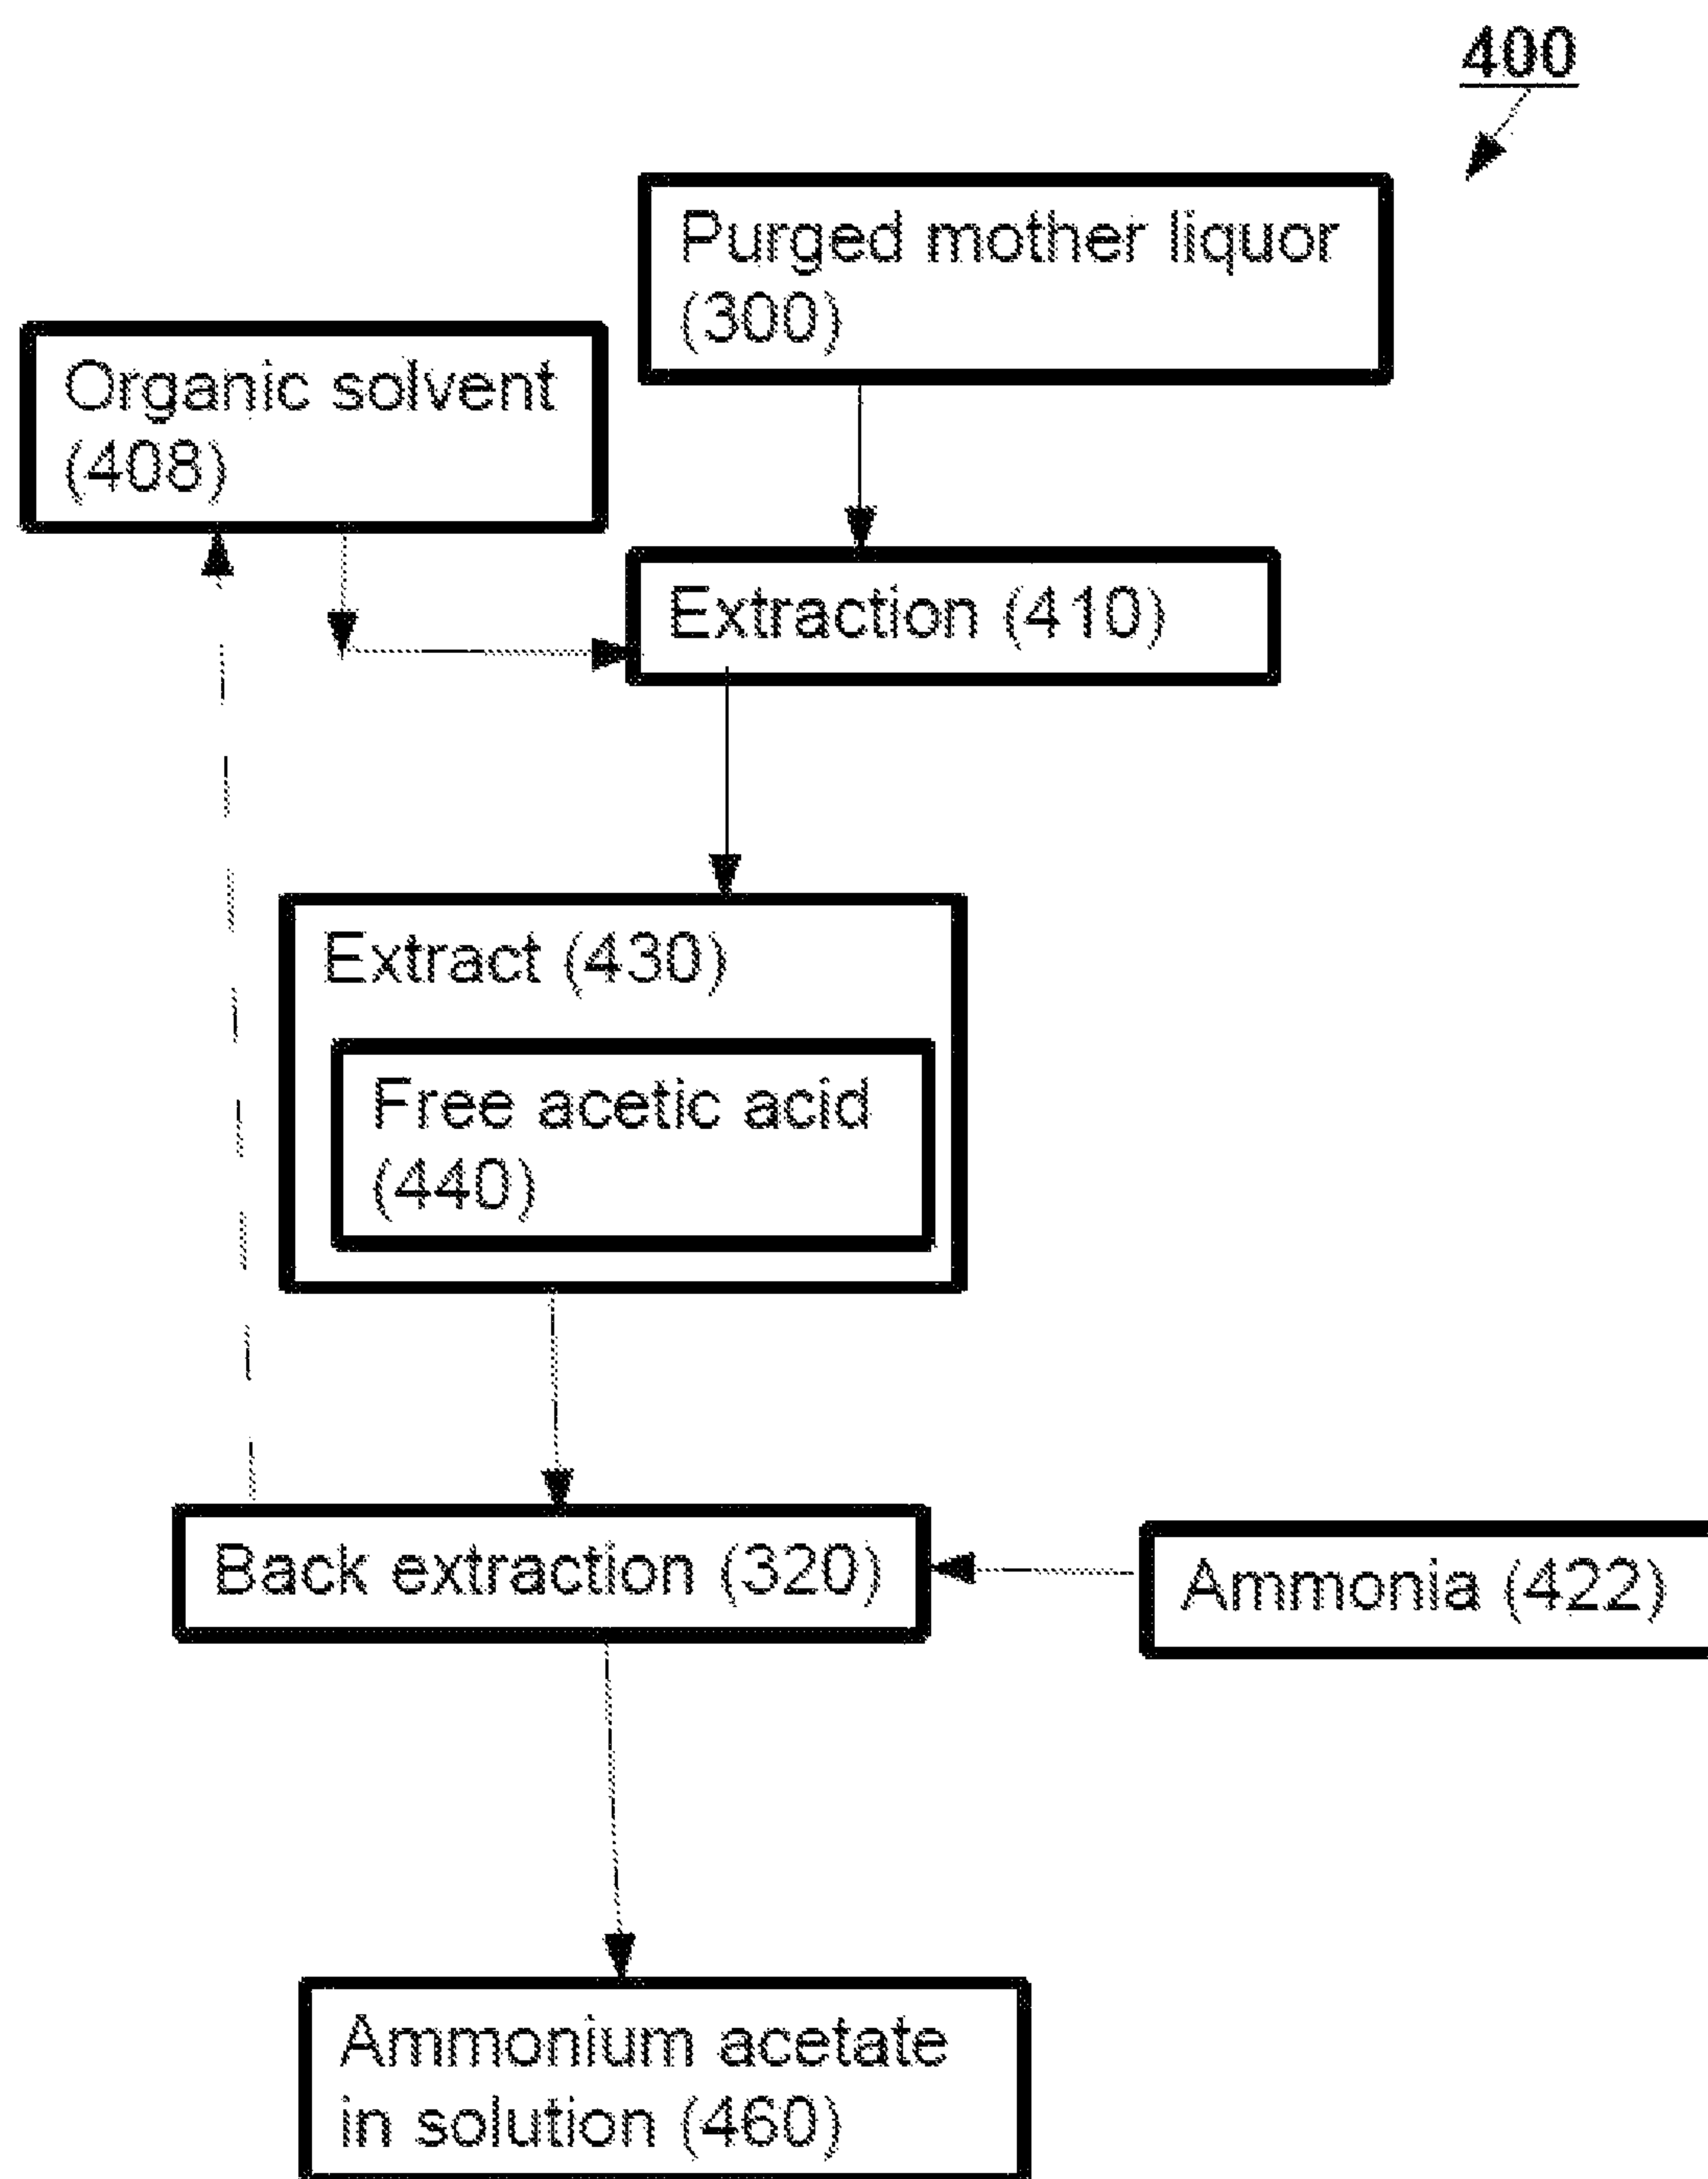 400
Purged mother liquor
(300)
Organic solvent
(408)
Extraction (410)
Extract (430)
Free acetic acid
(440)
Back extraction (320)
Ammonia (422)
Ammonium acetate
in solution (460)